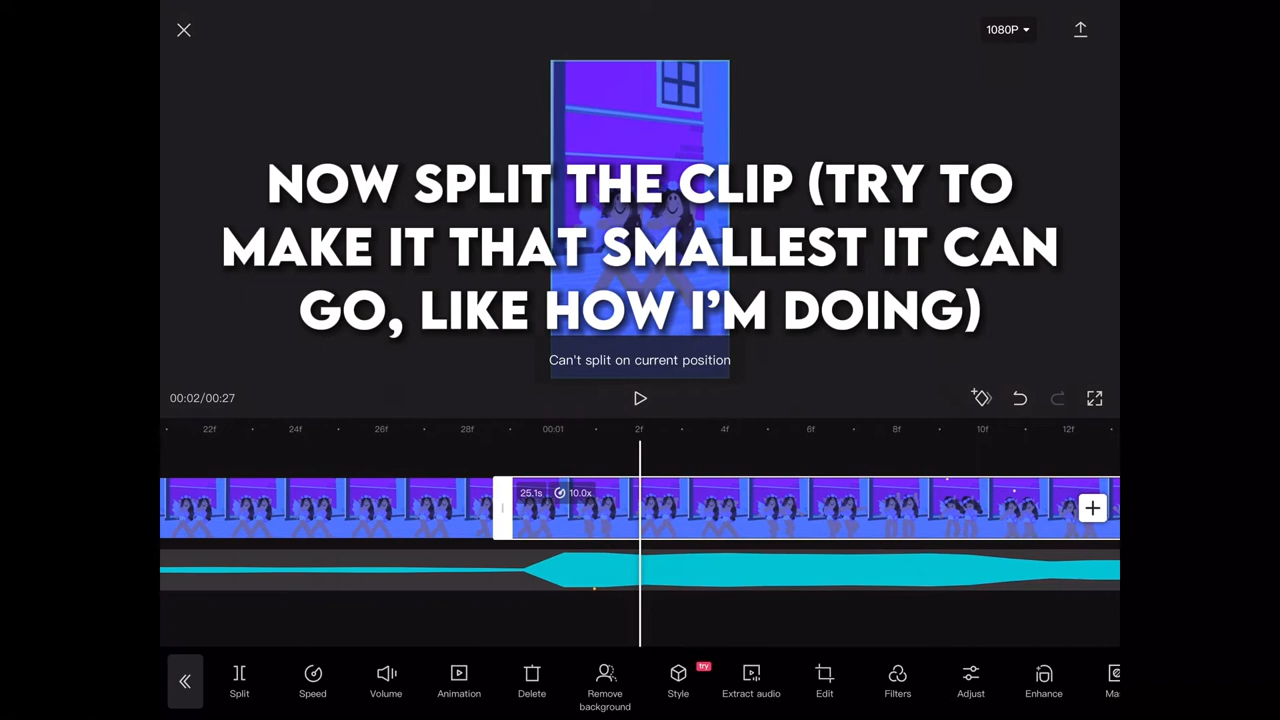 1080P
NOW SPLIT THE CLIP (TRY TO
MAKE IT THAT SMALLEST IT CAN
GO, LIKE HOW I'M DOING)
Can't split on current position
00:02/00:27
22f 24f 26f 28f 00:01 2f 4f 6f 8f 10f 12f
25.1s 10.0x
try
Split Speed Volume Animation Delete Remove Style Extract audio Edit Filters Adjust Enhance Ma
background